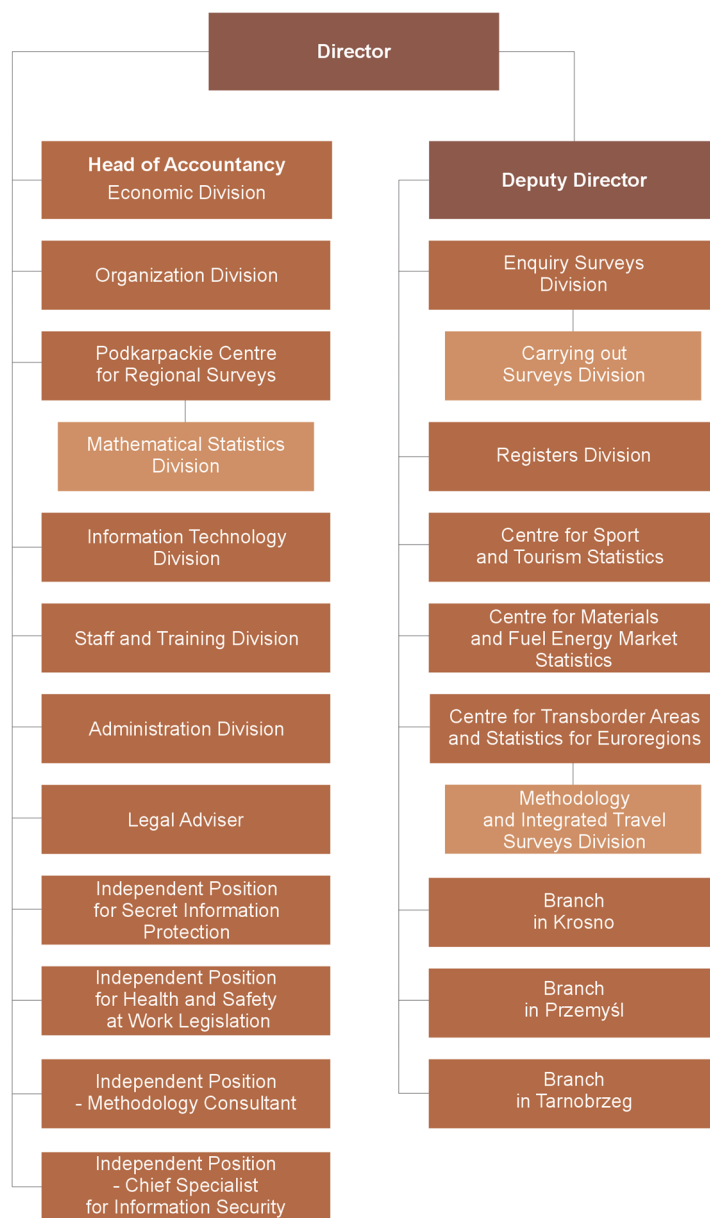 Director
Head of Accountancy
Economic Division
Organization Division
Podkarpackie Centre
for Regional Surveys
Mathematical Statistics
Division
Information Technology
Division
Staff and Training Division
Administration Division
Legal Adviser
Independent Position
for Secret Information
Protection
Independent Position
for Health and Safety
at Work Legislation
Independent Position
- Methodology Consultant
Independent Position
- Chief Specialist
for Information Security
Deputy Director
Enquiry Surveys
Division
Carrying out
Surveys Division
Registers Division
Centre for Sport
and Tourism Statistics
Centre for Materials
and Fuel Energy Market
Statistics
Centre for Transborder Areas
and Statistics for Euroregions
Methodology
and Integrated Travel
Surveys Division
Branch
in Krosno
Branch
in Przemyśl
Branch
in Tarnobrzeg